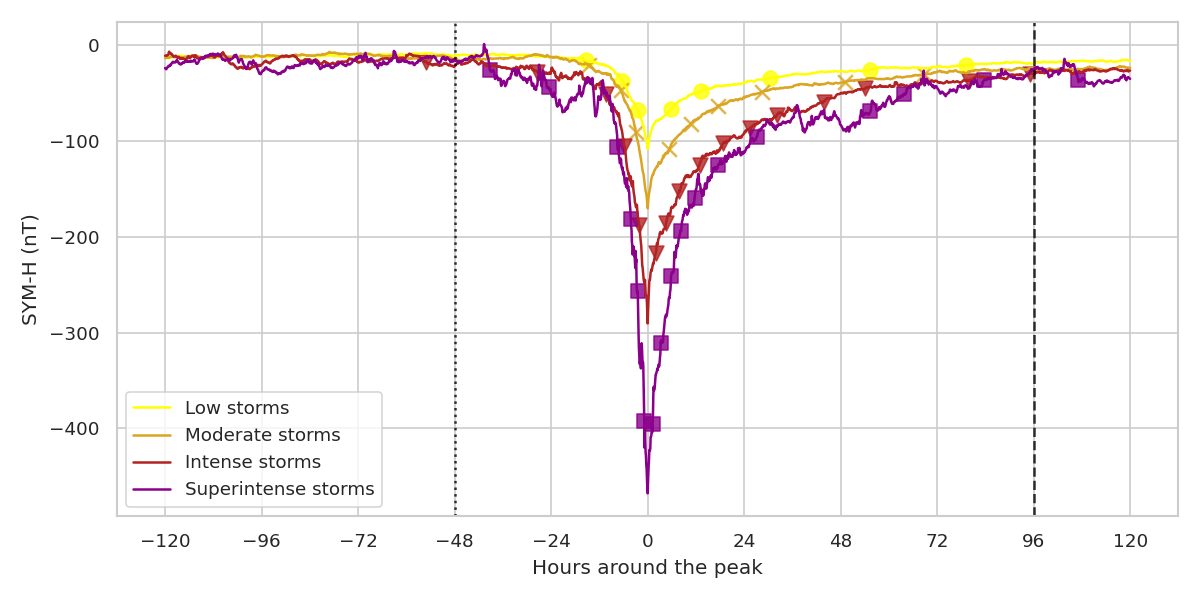 0
−100
−200
−300
−400
SYM-H (nT)
Low storms
Moderate storms
Intense storms
Superintense storms
−120 −96 −72 −48 −24 0 24 48 72 96 120
Hours around the peak